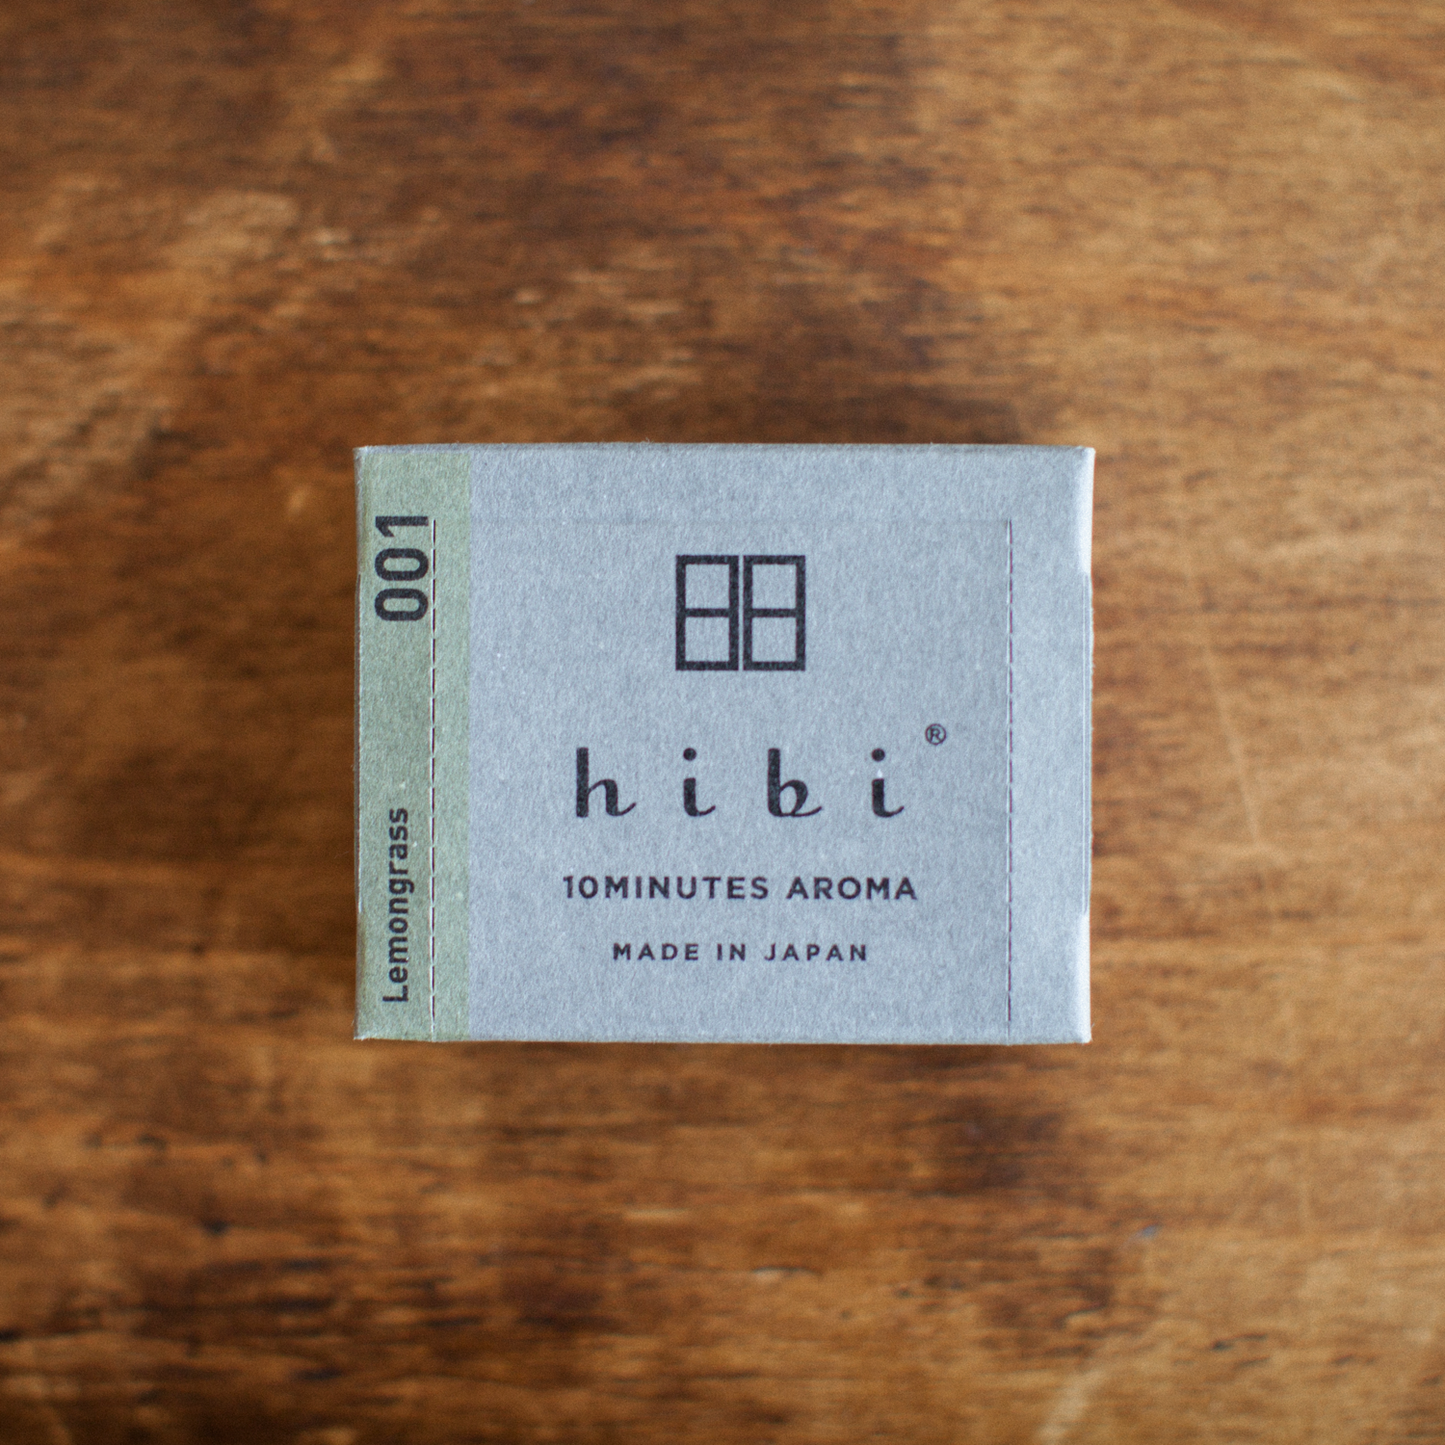 001
Lemongrass
hibi®
10MINUTES AROMA
MADE IN JAPAN